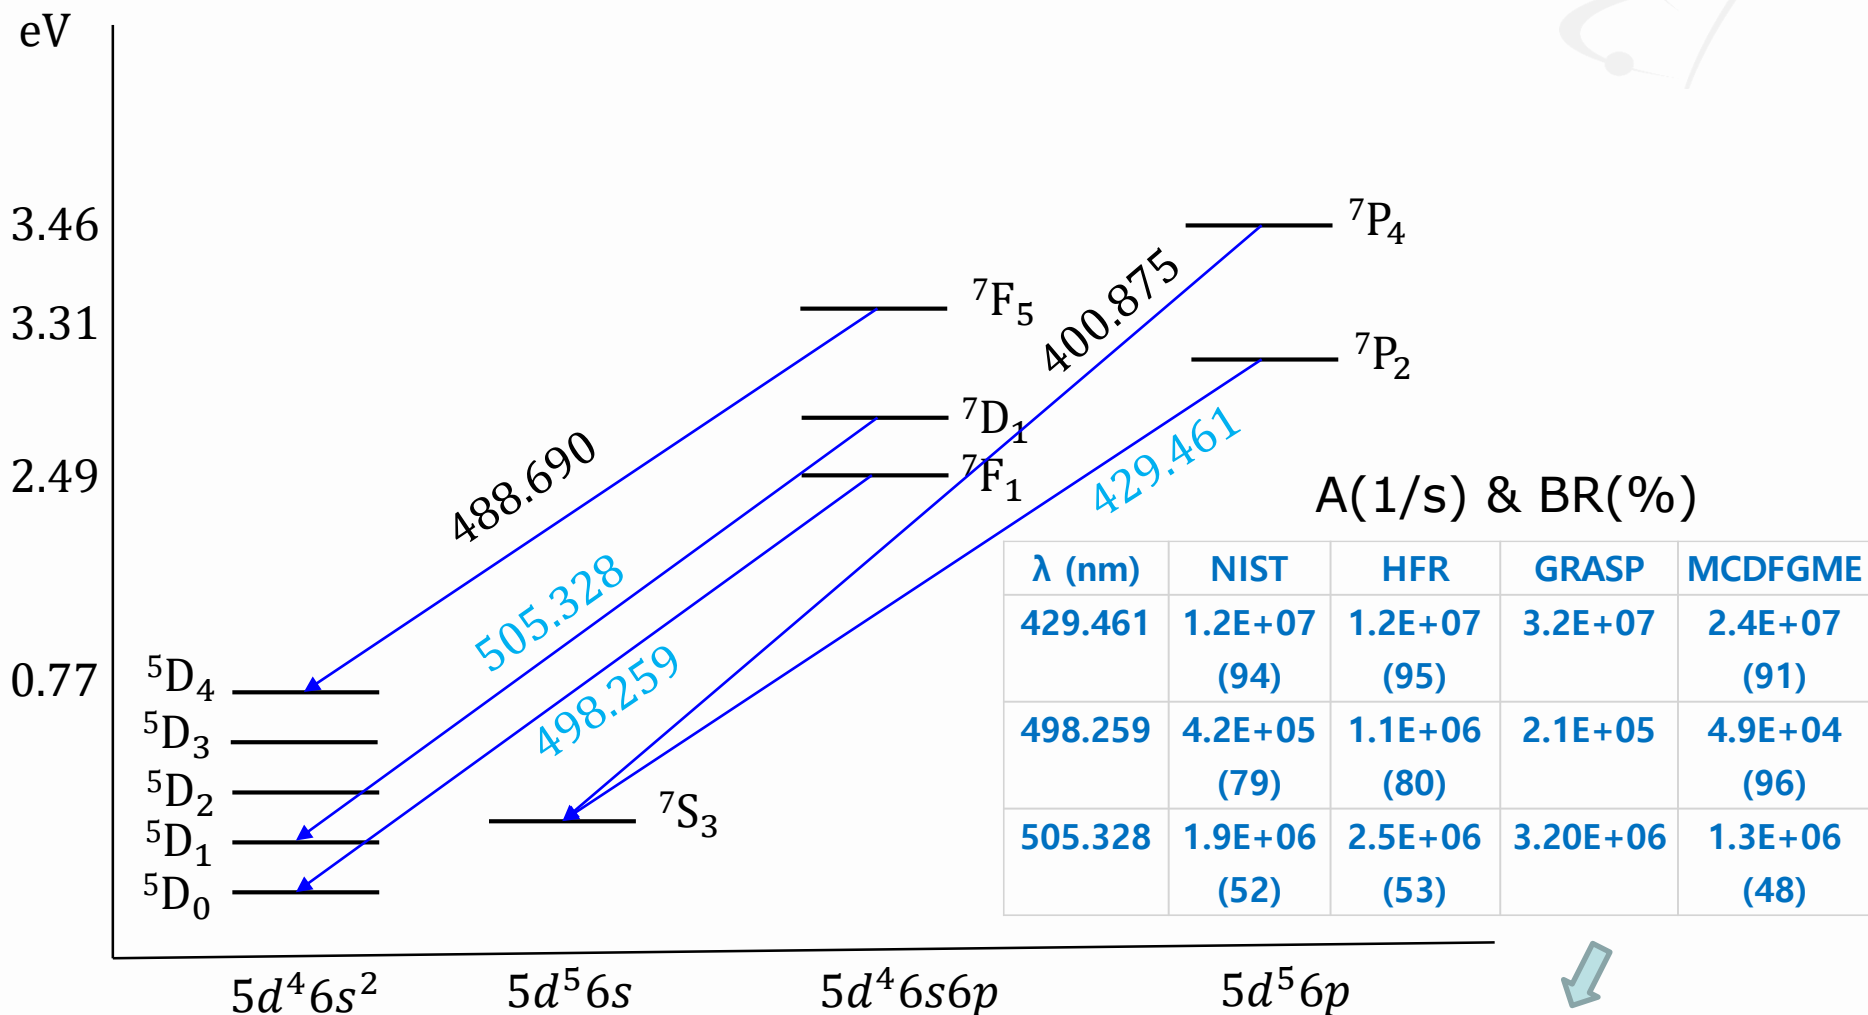 eV
3.46
3.31
2.49
0.77
⁷P₄
⁷F₅
⁷P₂
⁷D₁
⁷F₁
400.875
429.461
488.690
505.328
498.259
⁵D₄
⁵D₃
⁵D₂
⁵D₁
⁵D₀
⁷S₃
A(1/s) & BR(%)
λ (nm) NIST HFR GRASP MCDFGME
429.461 1.2E+07 1.2E+07 3.2E+07 2.4E+07
(94) (95) (91)
498.259 4.2E+05 1.1E+06 2.1E+05 4.9E+04
(79) (80) (96)
505.328 1.9E+06 2.5E+06 3.20E+06 1.3E+06
(52) (53) (48)
5d⁴6s² 5d⁵6s 5d⁴6s6p 5d⁵6p